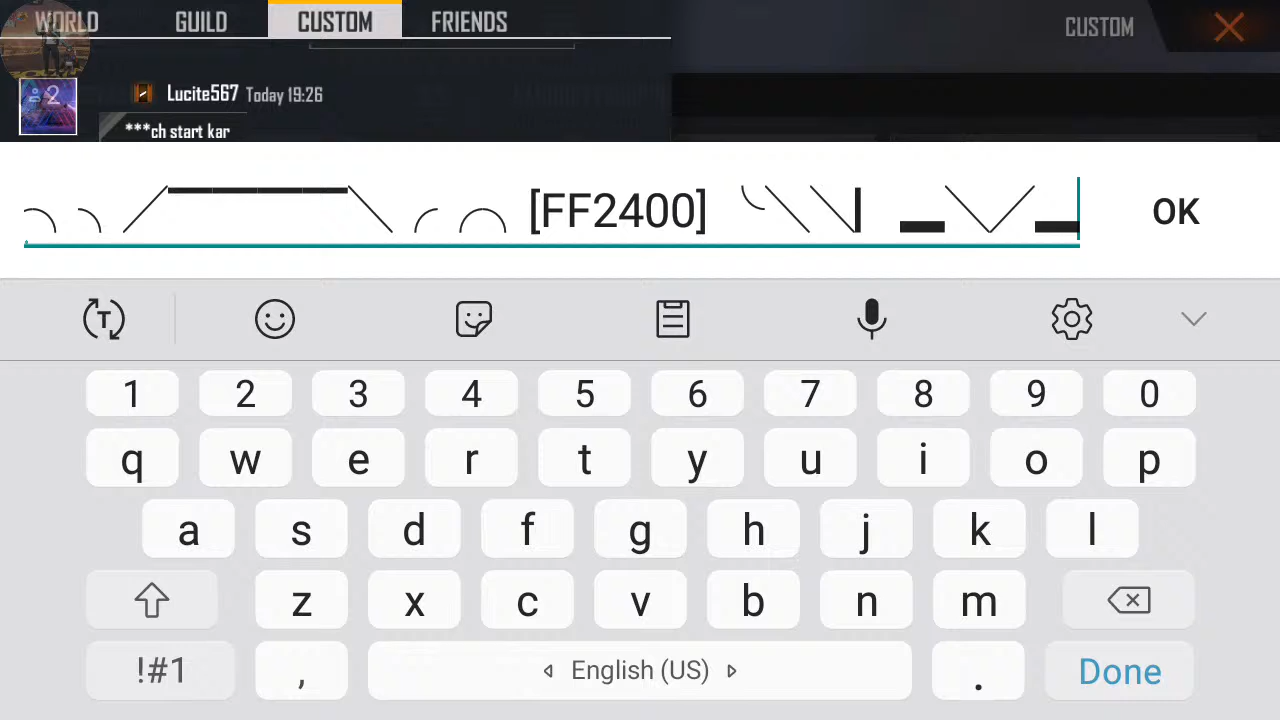 WORLD GUILD CUSTOM FRIENDS CUSTOM
2
Lucite567 Today 19:26
***ch start kar
◝ ◝ ╱▔▔▔▔╲ ◜ ◠ [FF2400] ◟╲ ╲▎ ▂ ╲╱ ▂ OK
T
1 2 3 4 5 6 7 8 9 0
q w e r t y u i o p
a s d f g h j k l
z x c v b n m
!#1 , English (US) . Done